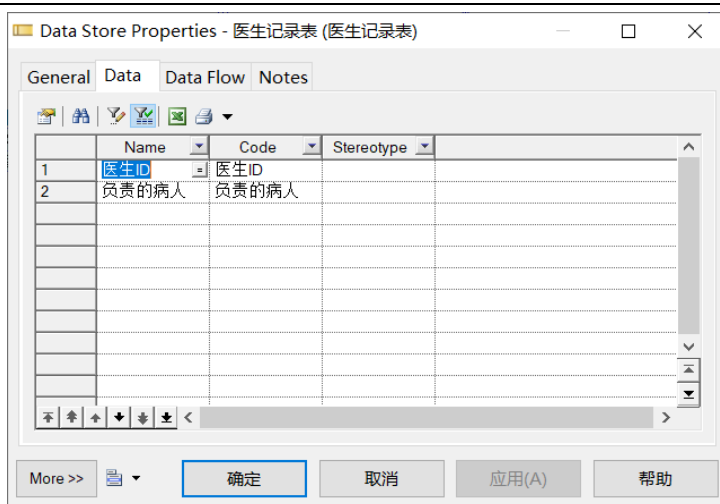 Data Store Properties - 医生记录表 (医生记录表)
General Data Data Flow Notes
Name Code Stereotype
1 医生ID = 医生ID
2 负责的病人 负责的病人
More >> 确定 取消 应用(A) 帮助